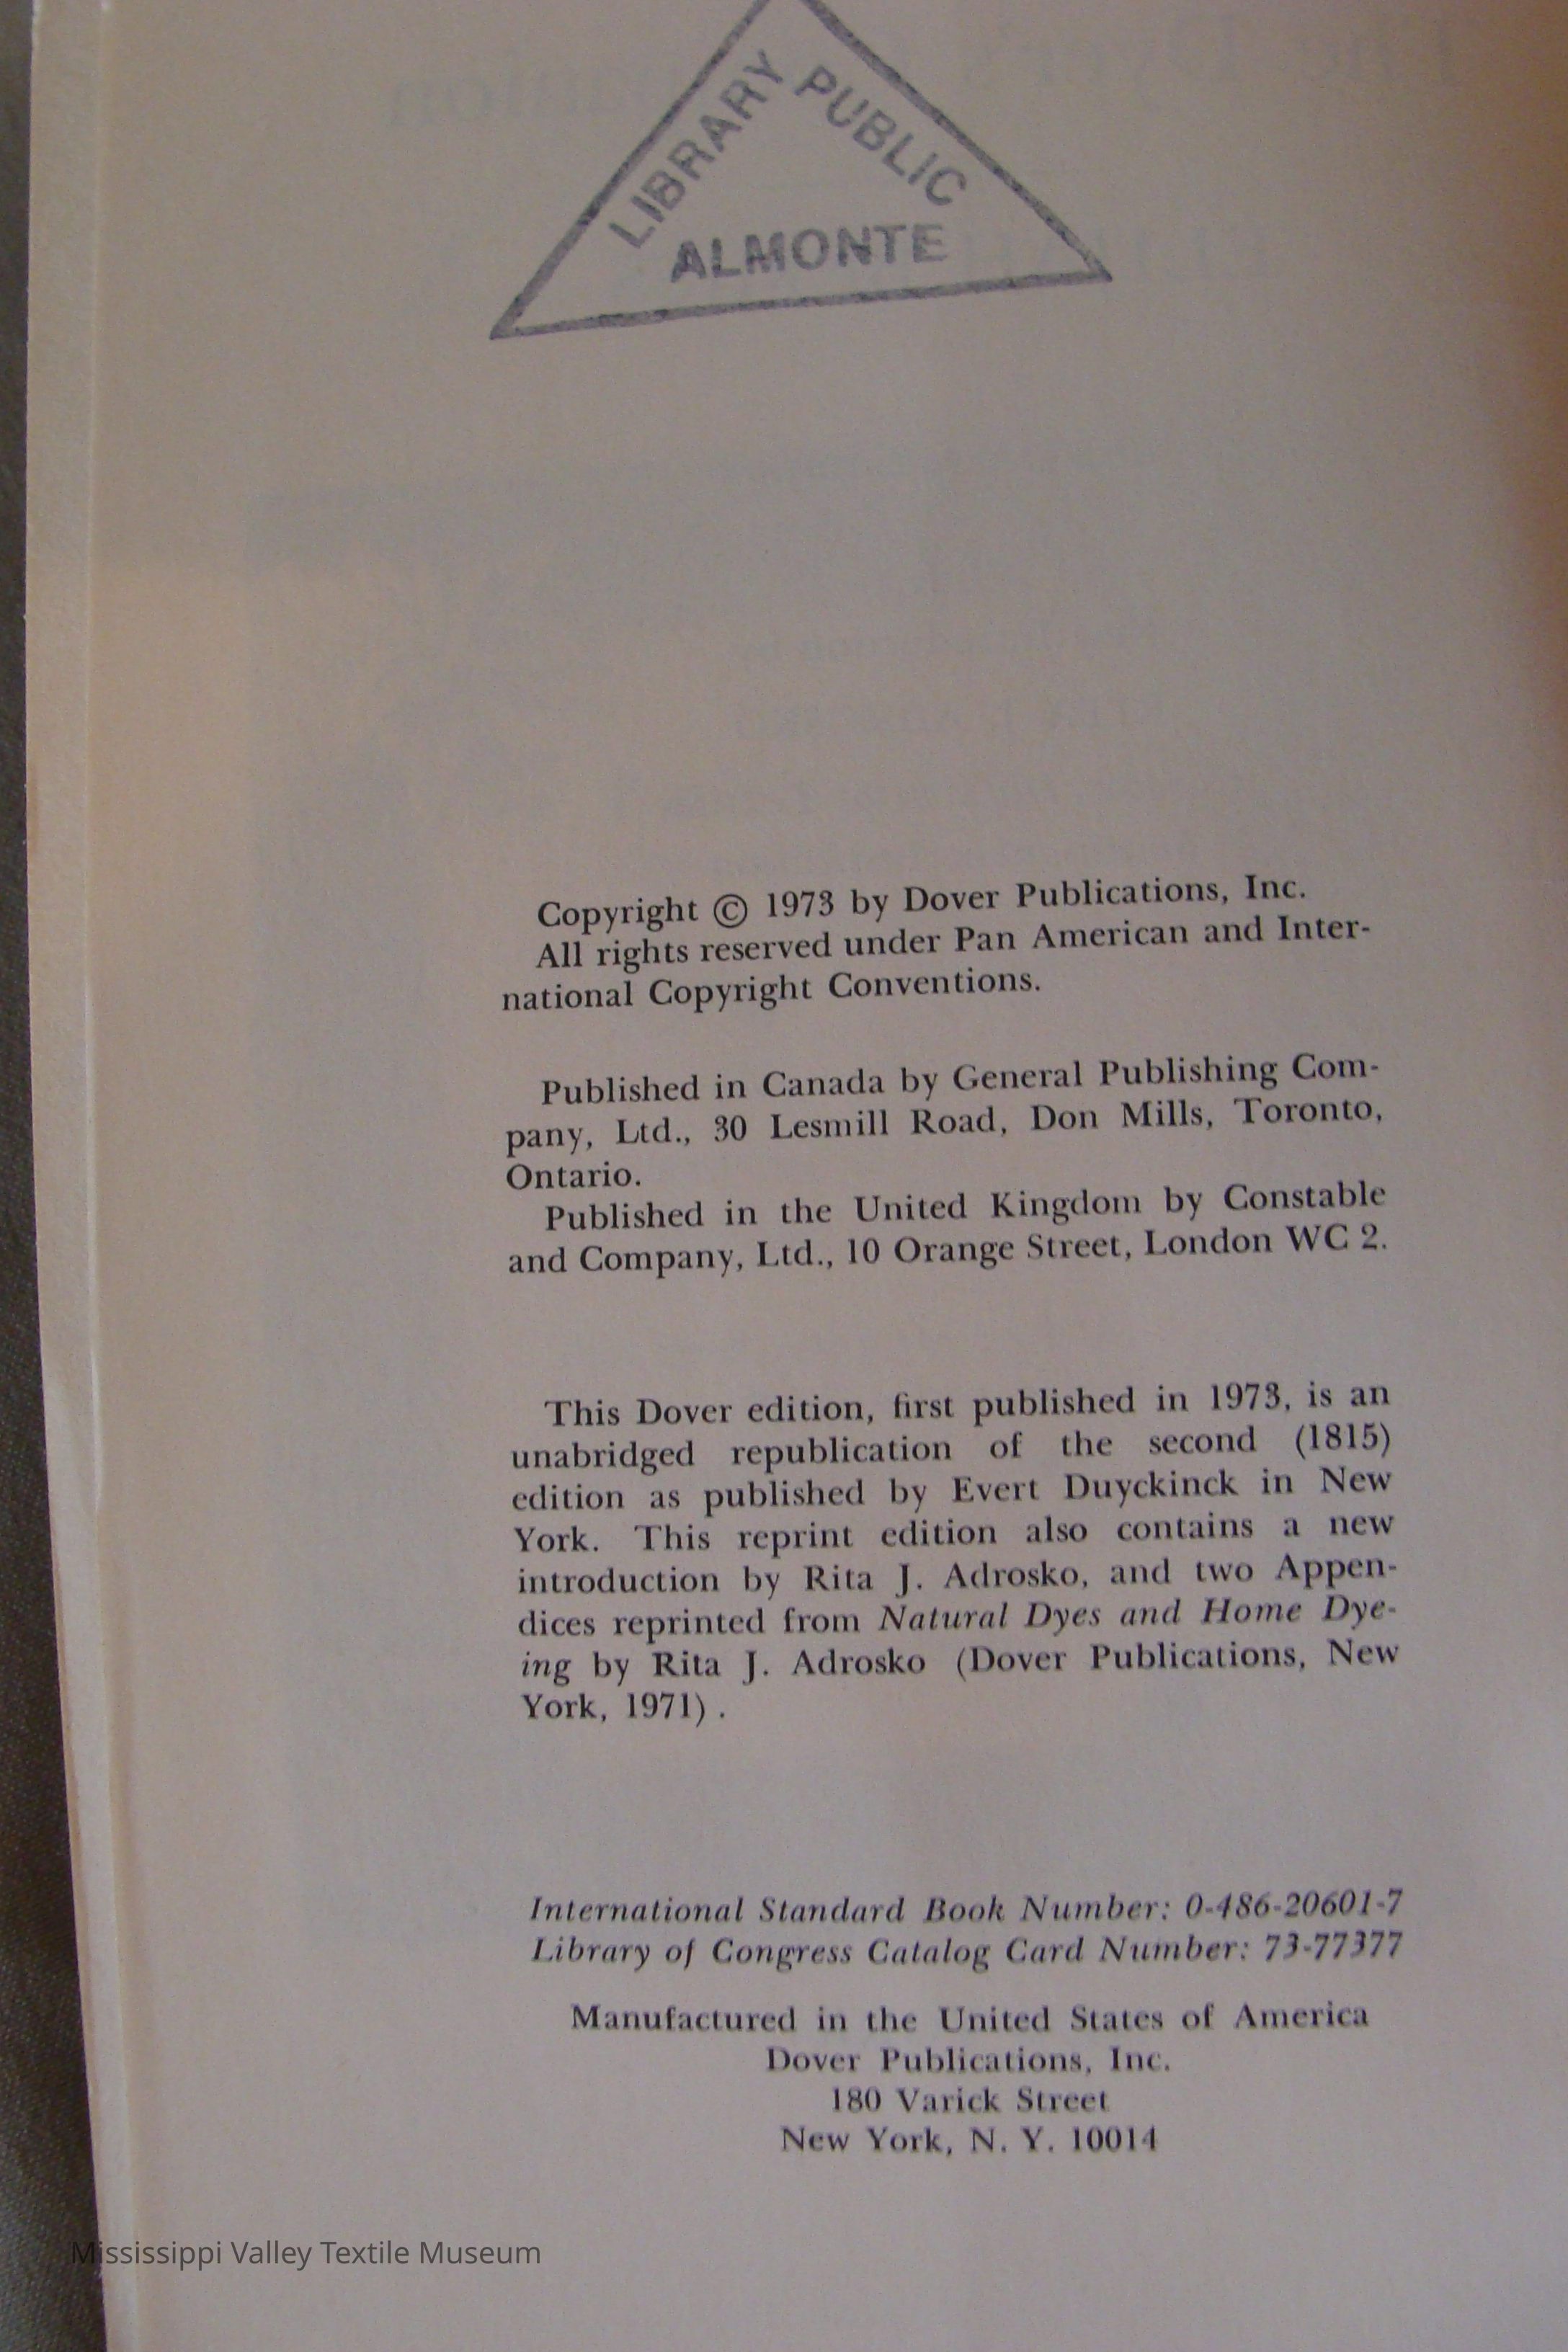 LIBRARY
PUBLIC
ALMONTE
Copyright © 1973 by Dover Publications, Inc.
All rights reserved under Pan American and Inter-
national Copyright Conventions.
Published in Canada by General Publishing Com-
pany, Ltd., 30 Lesmill Road, Don Mills, Toronto,
Ontario.
Published in the United Kingdom by Constable
and Company, Ltd., 10 Orange Street, London WC 2.
This Dover edition, first published in 1973, is an
unabridged republication of the second (1815)
edition as published by Evert Duyckinck in New
York. This reprint edition also contains a new
introduction by Rita J. Adrosko, and two Appen-
dices reprinted from Natural Dyes and Home Dye-
ing by Rita J. Adrosko (Dover Publications, New
York, 1971).
International Standard Book Number: 0-486-20601-7
Library of Congress Catalog Card Number: 73-77377
Manufactured in the United States of America
Dover Publications, Inc.
180 Varick Street
New York, N. Y. 10014
Mississippi Valley Textile Museum